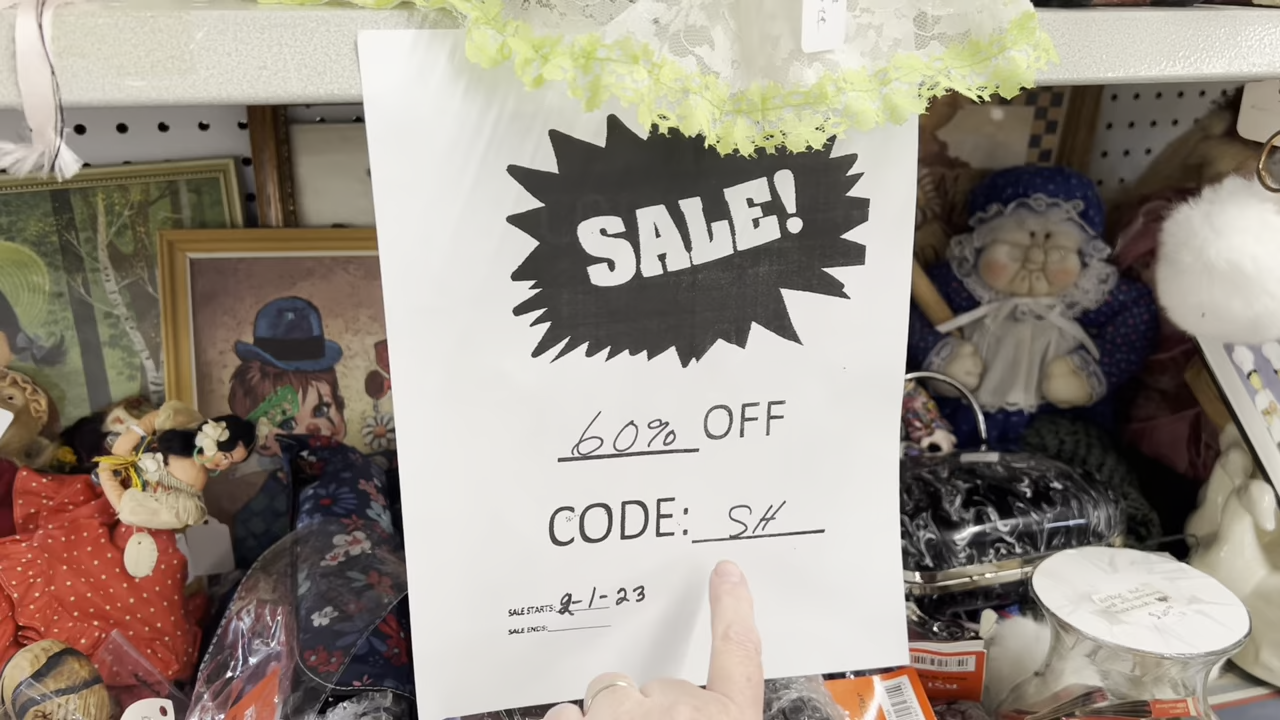 SALE!
60% OFF
CODE: SH
SALE STARTS: 2-1-23
SALE ENDS: